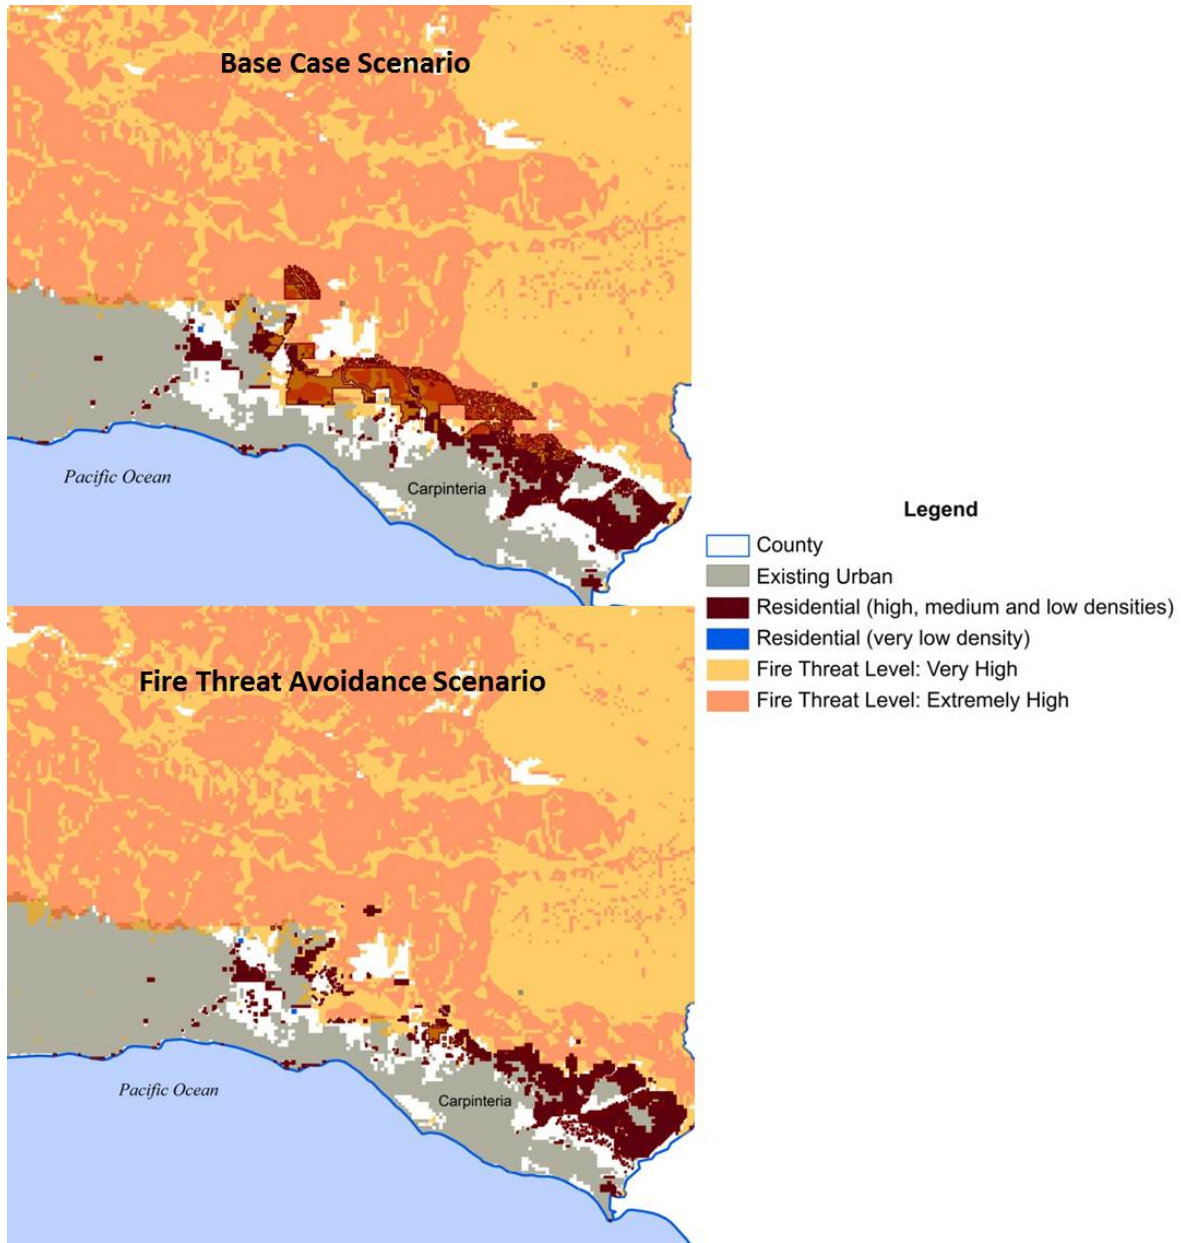 Base Case Scenario
Pacific Ocean
Carpinteria
Legend
County
Existing Urban
Residential (high, medium and low densities)
Residential (very low density)
Fire Threat Level: Very High
Fire Threat Level: Extremely High
Fire Threat Avoidance Scenario
Pacific Ocean
Carpinteria